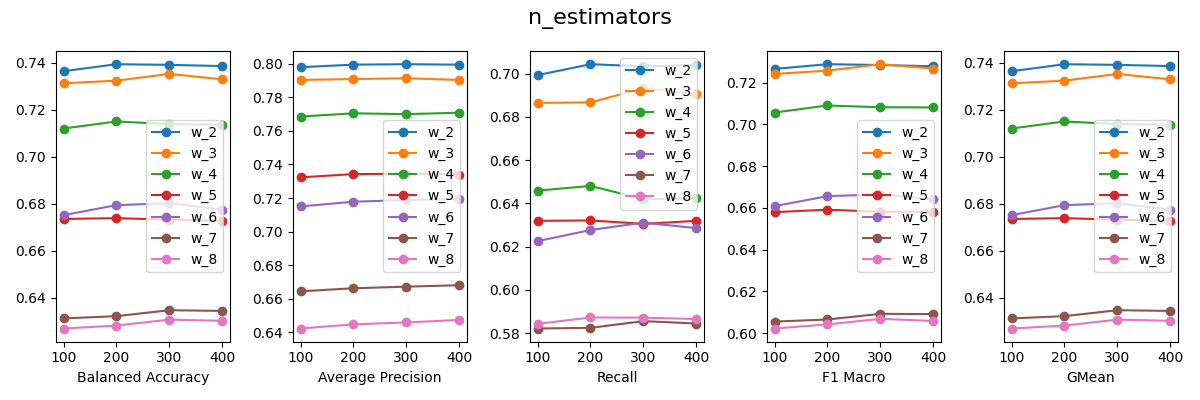 n_estimators
0.74
0.72
0.70
0.68
0.66
0.64
w_2
w_3
w_4
w_5
w_6
w_7
w_8
100 200 300 400
Balanced Accuracy
0.80
0.78
0.76
0.74
0.72
0.70
0.68
0.66
0.64
w_2
w_3
w_4
w_5
w_6
w_7
w_8
100 200 300 400
Average Precision
0.70
0.68
0.66
0.64
0.62
0.60
0.58
w_2
w_3
w_4
w_5
w_6
w_7
w_8
100 200 300 400
Recall
0.72
0.70
0.68
0.66
0.64
0.62
0.60
w_2
w_3
w_4
w_5
w_6
w_7
w_8
100 200 300 400
F1 Macro
0.74
0.72
0.70
0.68
0.66
0.64
w_2
w_3
w_4
w_5
w_6
w_7
w_8
100 200 300 400
GMean